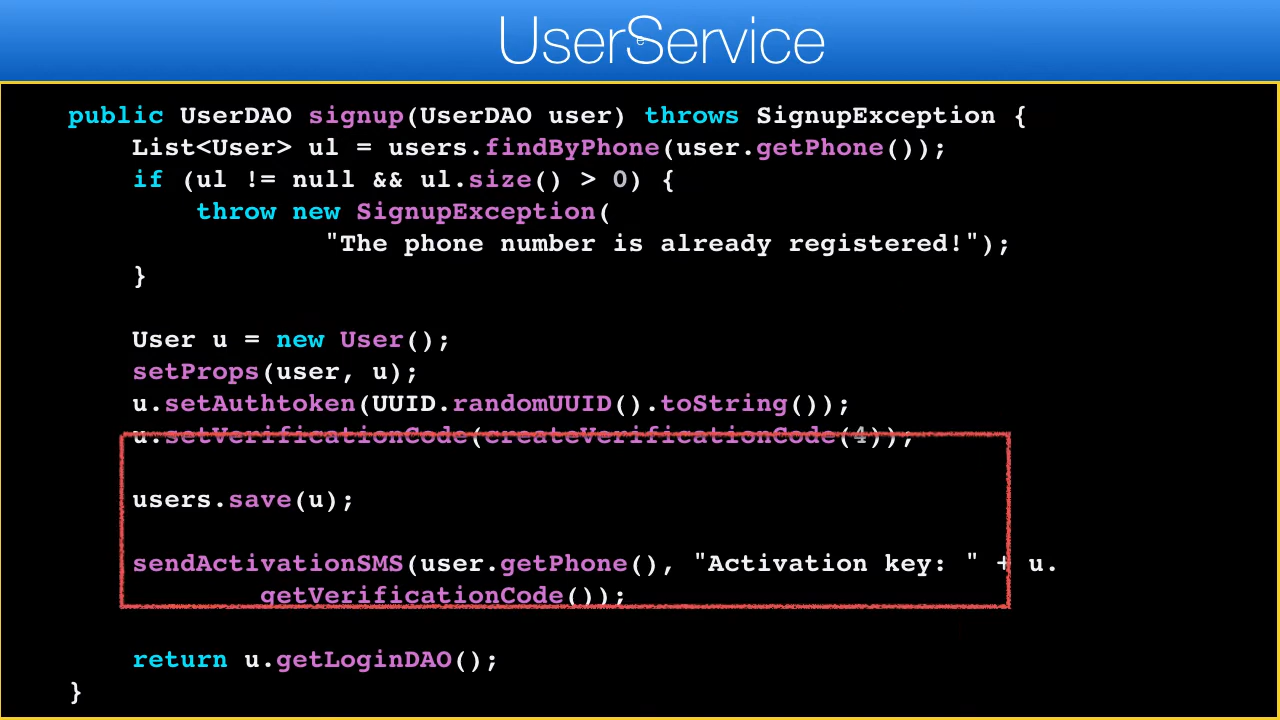 UserService
e
public UserDAO signup(UserDAO user) throws SignupException {
List<User> ul = users.findByPhone(user.getPhone());
if (ul != null && ul.size() > 0) {
throw new SignupException(
"The phone number is already registered!");
}
User u = new User();
setProps(user, u);
u.setAuthtoken(UUID.randomUUID().toString());
u.setVerificationCode(createVerificationCode(4));
users.save(u);
sendActivationSMS(user.getPhone(), "Activation key: " + u.
getVerificationCode());
return u.getLoginDAO();
}